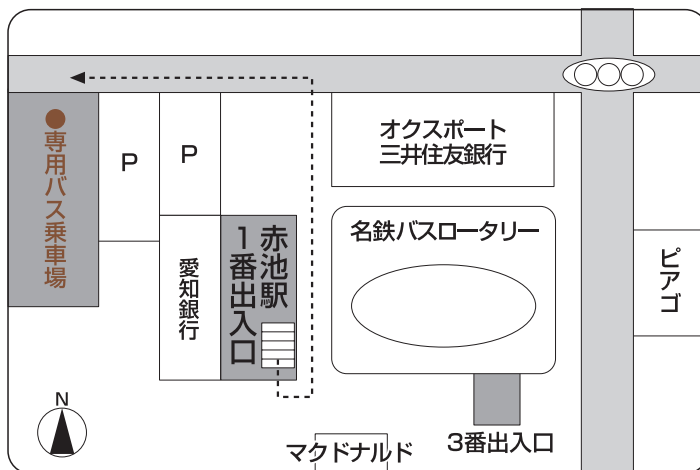 オクスポート
三井住友銀行
●専用バス乗車場
P
P
赤池駅
1番出入口
愛知銀行
名鉄バスロータリー
ピアゴ
N
マクドナルド
3番出入口